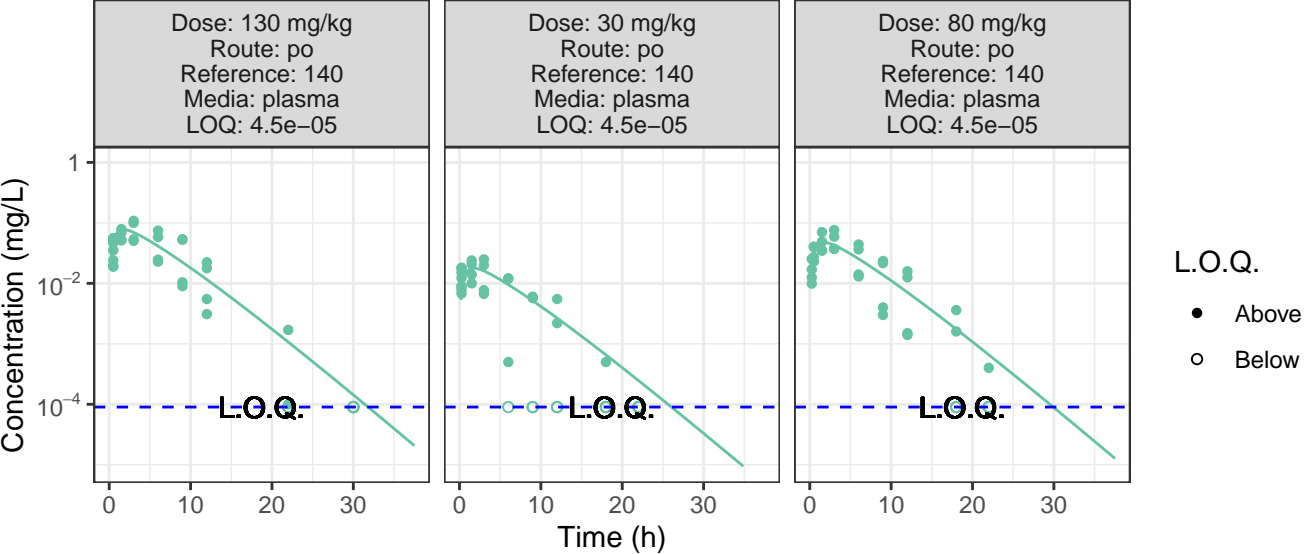 Dose: 130 mg/kg
Route: po
Reference: 140
Media: plasma
LOQ: 4.5e−05
Dose: 30 mg/kg
Route: po
Reference: 140
Media: plasma
LOQ: 4.5e−05
Dose: 80 mg/kg
Route: po
Reference: 140
Media: plasma
LOQ: 4.5e−05
Concentration (mg/L)
1
10⁻²
10⁻⁴
L.O.Q.
L.O.Q.
L.O.Q.
0 10 20 30
0 10 20 30
0 10 20 30
Time (h)
L.O.Q.
Above
Below